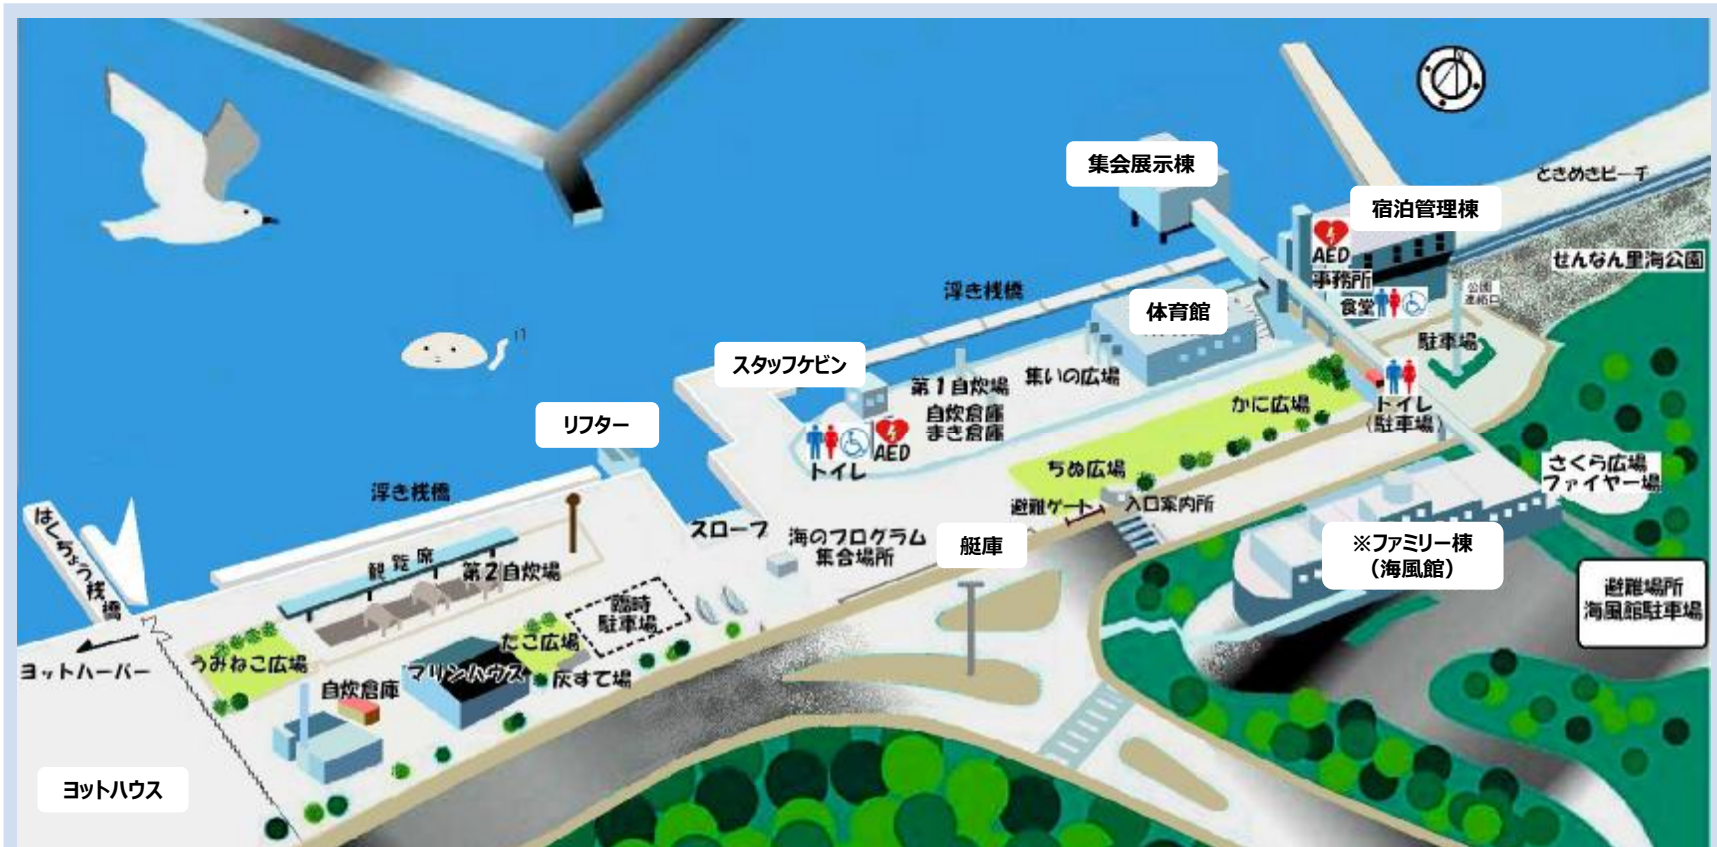 集会展示棟
ときめきビーチ
宿泊管理棟
AED
事務所
食堂
せんなん里海公園
公園
連絡口
浮き桟橋
体育館
駐車場
スタッフケビン
第1自炊場
自炊倉庫
まき倉庫
集いの広場
かに広場
トイレ
(駐車場)
リフター
AED
トイレ
ちぬ広場
さくら広場
ファイヤー場
避難ゲート
入口案内所
浮き桟橋
スロープ
海のプログラム
集合場所
艇庫
※ファミリー棟
(海風館)
はしけづう桟橋
観覧席
第2自炊場
臨時
駐車場
避難場所
海風館駐車場
たこ広場
うみねこ広場
ヨットハーバー
マリンハウス
灰すて場
自炊倉庫
ヨットハウス